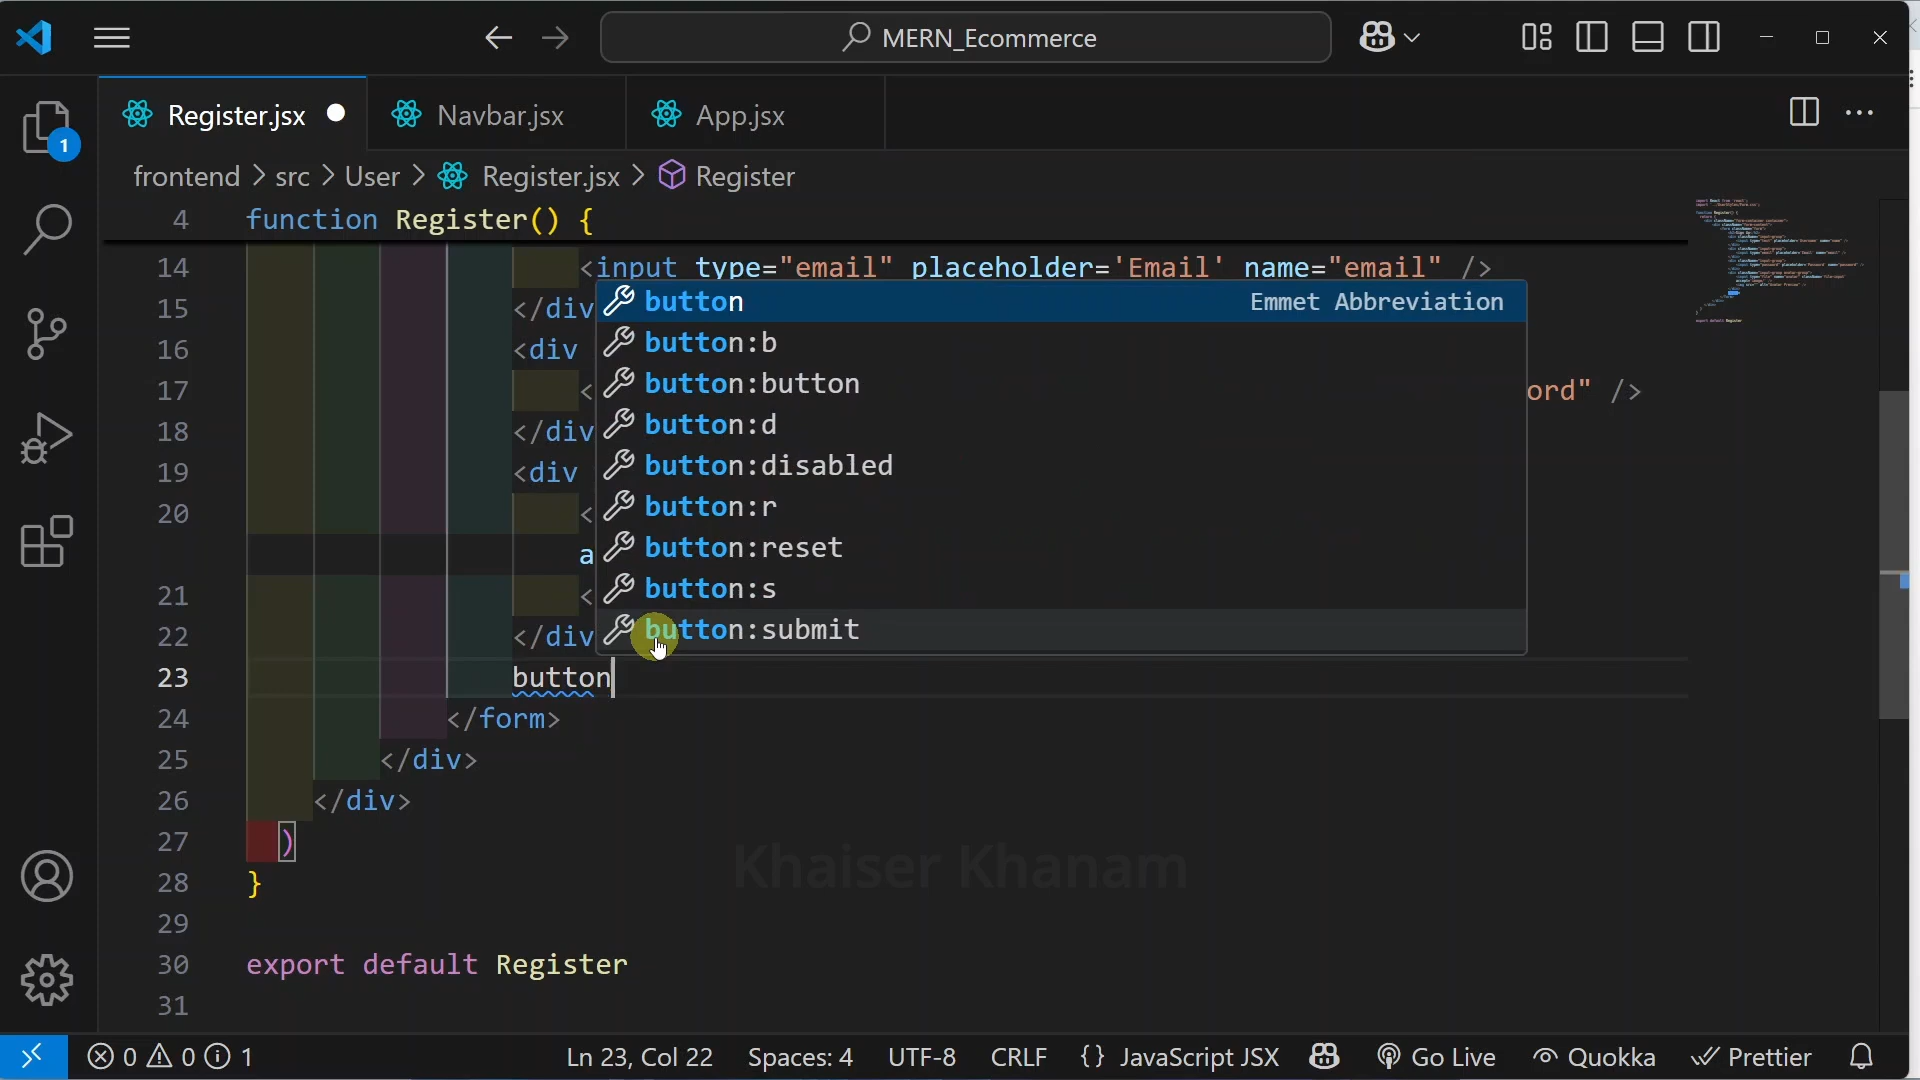 MERN_Ecommerce
Register.jsx
Navbar.jsx
App.jsx
1
frontend > src > User > Register.jsx > Register
4 function Register() {
14 <input type="email" placeholder='Email' name="email" />
15 </div
button Emmet Abbreviation
16 <div
button:b
17 <
button:button
ord" />
18 </div
button:d
19 <div
button:disabled
20 <
button:r
a
button:reset
21 <
button:s
22 </div
button:submit
23 button
24 </form>
25 </div>
26 </div>
27 )
28 }
29
30 export default Register
31
Khaiser Khanam
0 0 1 Ln 23, Col 22 Spaces: 4 UTF-8 CRLF {} JavaScript JSX Go Live Quokka Prettier